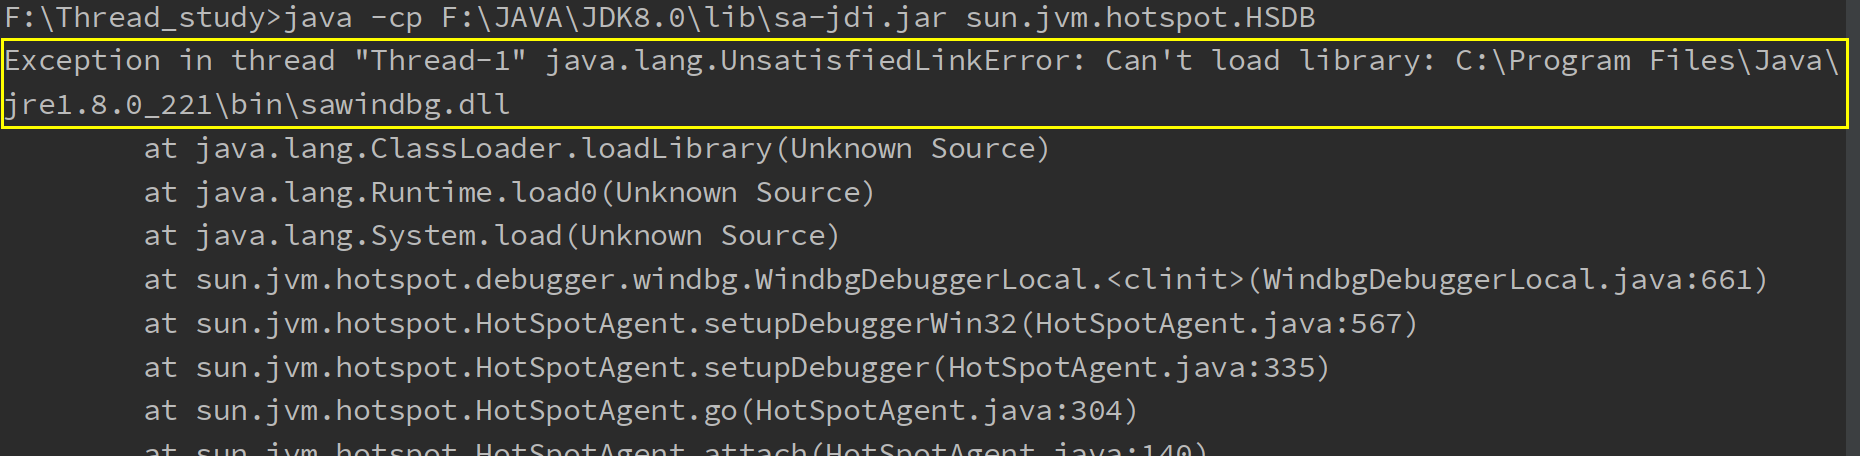 F:\Thread_study>java -cp F:\JAVA\JDK8.0\lib\sa-jdi.jar sun.jvm.hotspot.HSDB
Exception in thread "Thread-1" java.lang.UnsatisfiedLinkError: Can't load library: C:\Program Files\Java\
jre1.8.0_221\bin\sawindbg.dll
at java.lang.ClassLoader.loadLibrary(Unknown Source)
at java.lang.Runtime.load0(Unknown Source)
at java.lang.System.load(Unknown Source)
at sun.jvm.hotspot.debugger.windbg.WindbgDebuggerLocal.<clinit>(WindbgDebuggerLocal.java:661)
at sun.jvm.hotspot.HotSpotAgent.setupDebuggerWin32(HotSpotAgent.java:567)
at sun.jvm.hotspot.HotSpotAgent.setupDebugger(HotSpotAgent.java:335)
at sun.jvm.hotspot.HotSpotAgent.go(HotSpotAgent.java:304)
at sun.jvm.hotspot.HotSpotAgent.attach(HotSpotAgent.java:140)